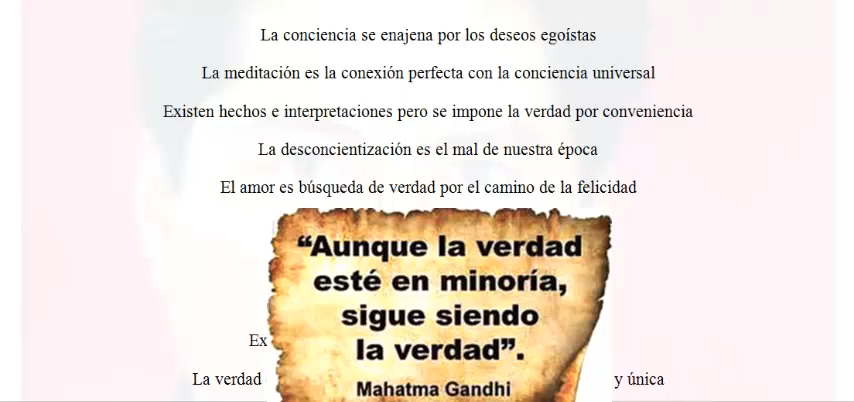 La conciencia se enajena por los deseos egoístas
La meditación es la conexión perfecta con la conciencia universal
Existen hechos e interpretaciones pero se impone la verdad por conveniencia
La desconcientización es el mal de nuestra época
El amor es búsqueda de verdad por el camino de la felicidad
“Aunque la verdad
esté en minoría,
sigue siendo
la verdad”.
Mahatma Gandhi
Ex
La verdad y única